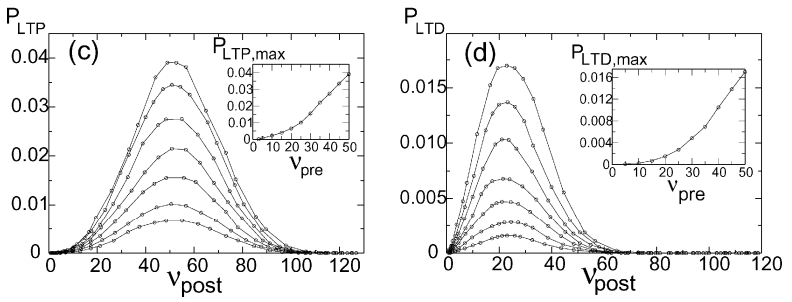 P_LTP
(c)
0.04
0.03
0.02
0.01
0
0 20 40 60 80 100 120
ν_post
P_LTP,max
0.04
0.03
0.02
0.01
0
0 10 20 30 40 50
ν_pre
P_LTD
(d)
0.015
0.010
0.005
0
0 20 40 60 80 100 120
ν_post
P_LTD,max
0.016
0.012
0.008
0.004
0
0 10 20 30 40 50
ν_pre